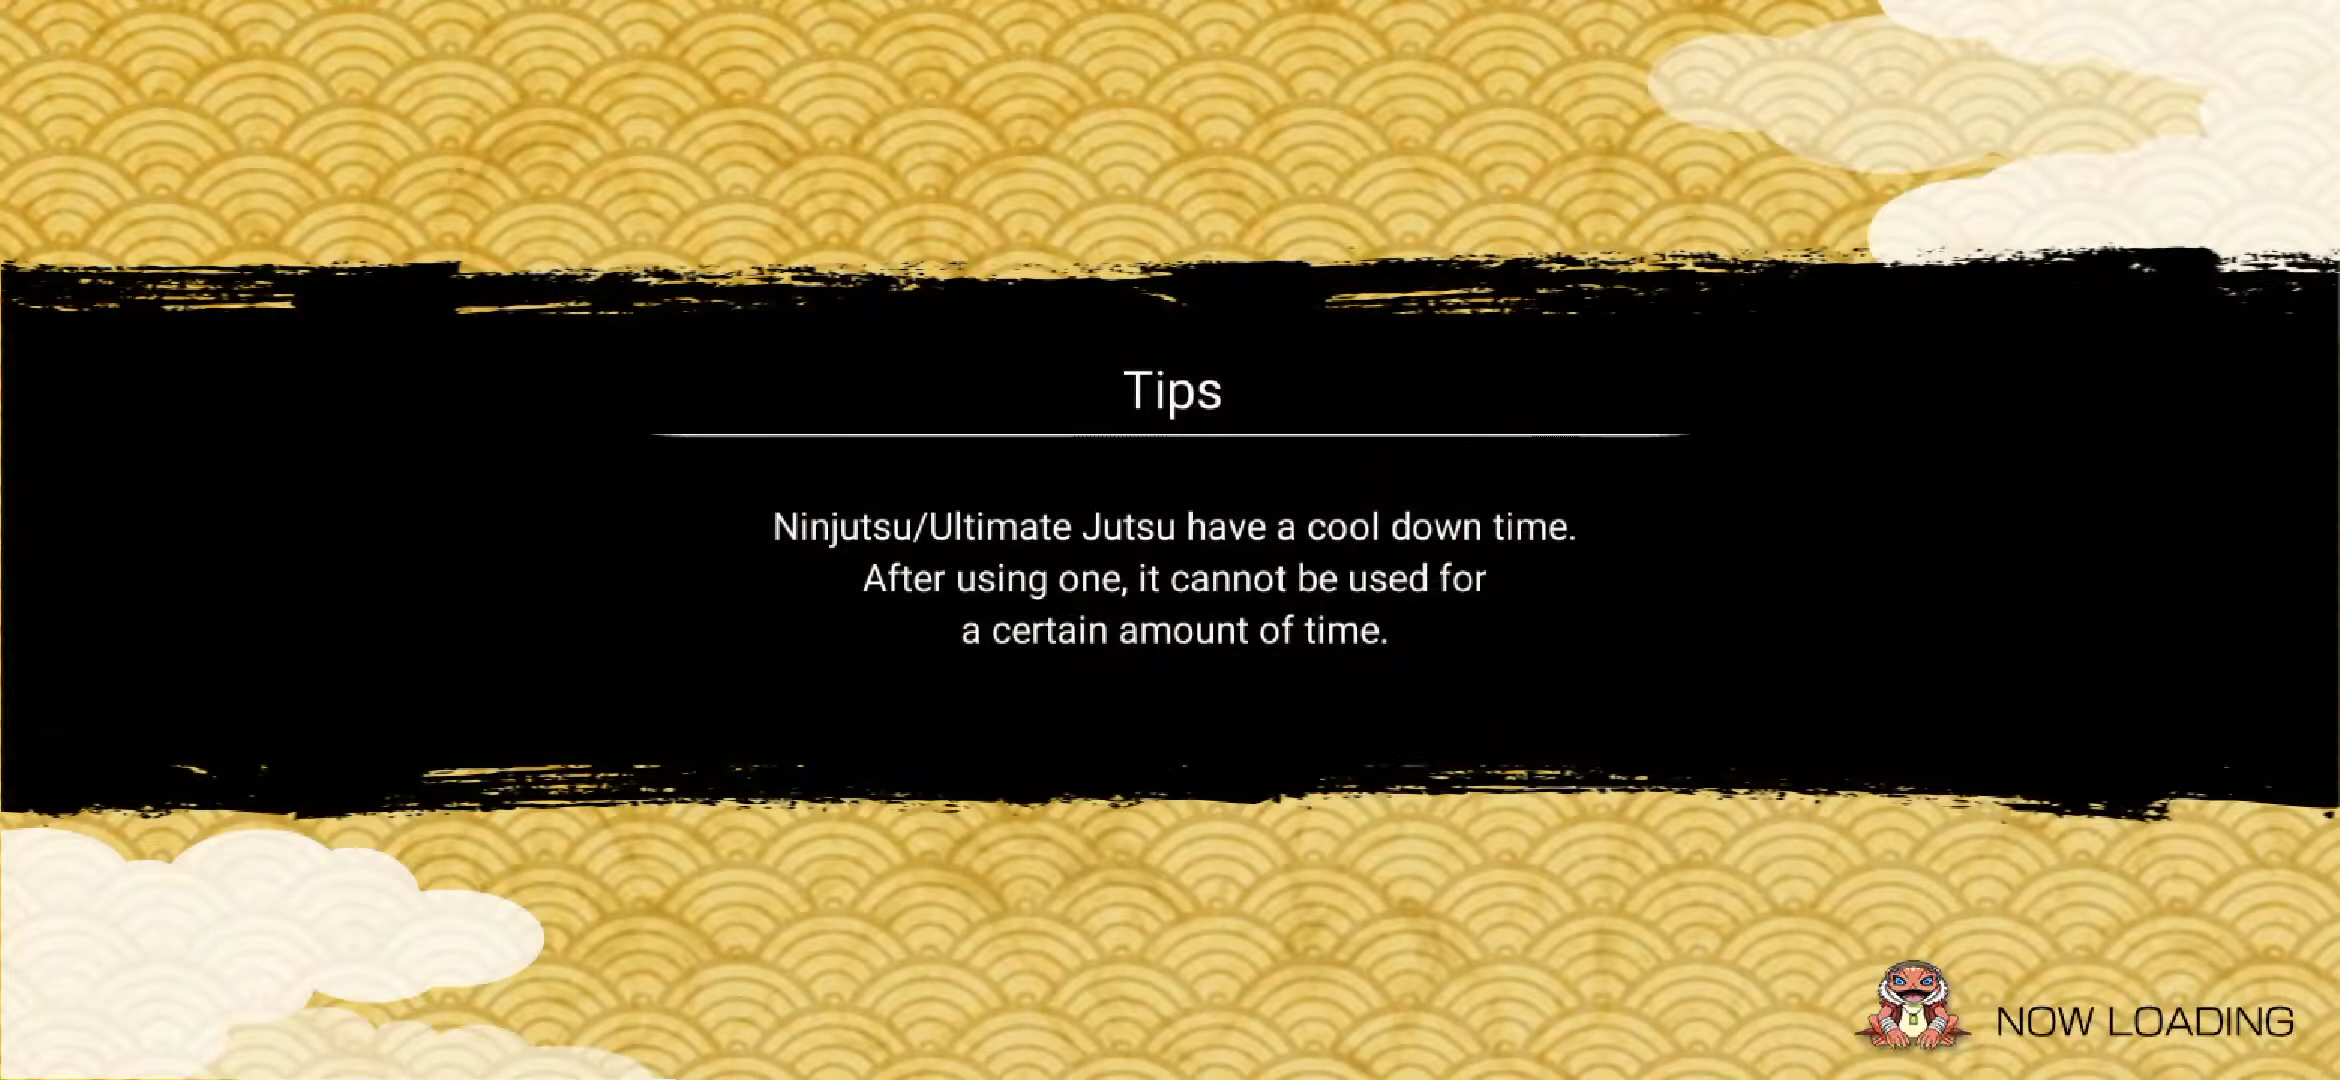 Tips
Ninjutsu/Ultimate Jutsu have a cool down time.
After using one, it cannot be used for
a certain amount of time.
NOW LOADING